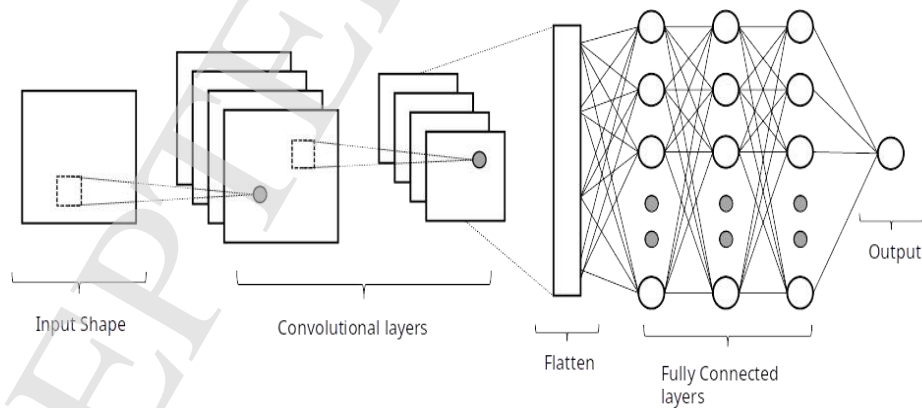 Input Shape
Convolutional layers
Flatten
Fully Connected
layers
Output